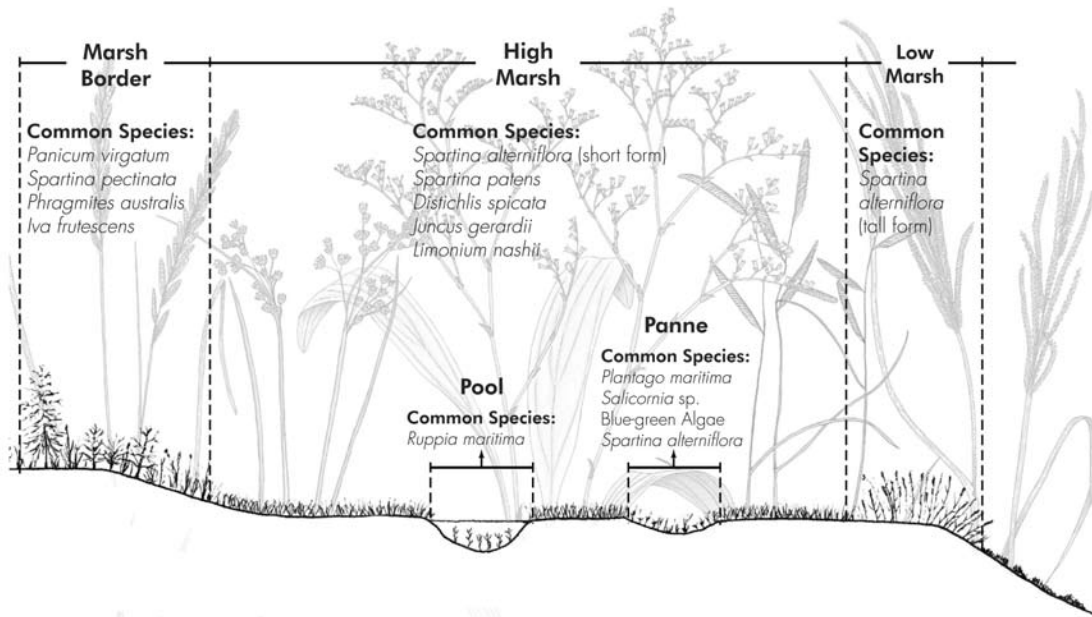 Marsh
Border
Common Species:
Panicum virgatum
Spartina pectinata
Phragmites australis
Iva frutescens
High
Marsh
Common Species:
Spartina alterniflora (short form)
Spartina patens
Distichlis spicata
Juncus gerardii
Limonium nashii
Low
Marsh
Common
Species:
Spartina
alterniflora
(tall form)
Pool
Common Species:
Ruppia maritima
Panne
Common Species:
Plantago maritima
Salicornia sp.
Blue-green Algae
Spartina alterniflora